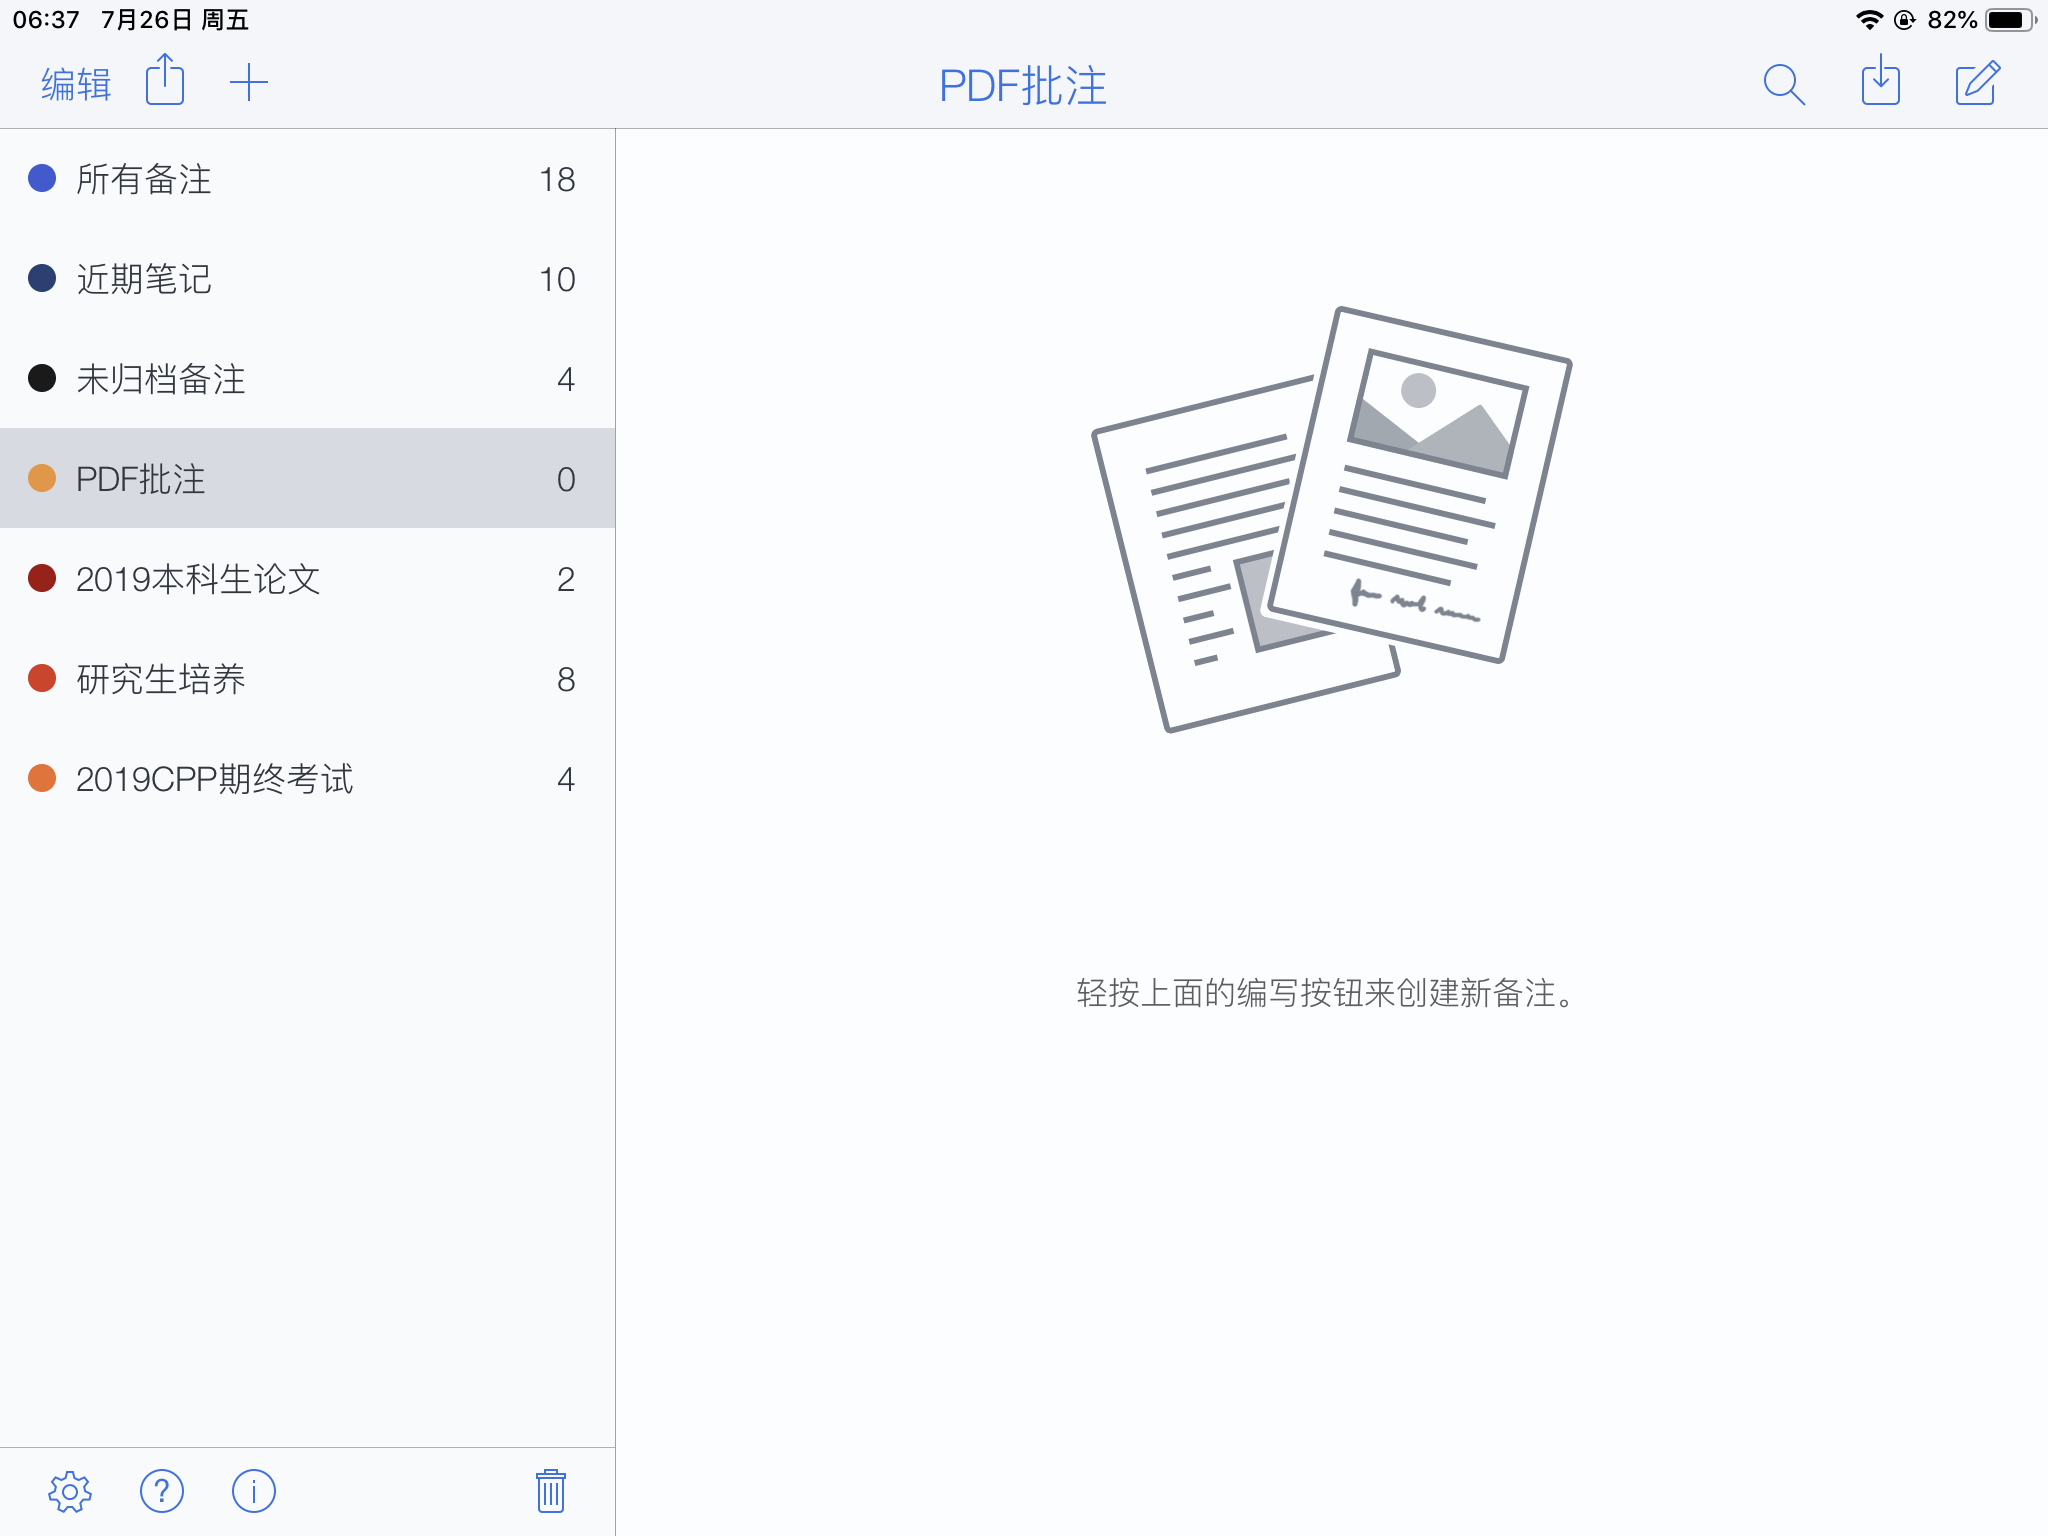 06:37 7月26日 周五 82%
编辑 PDF批注
所有备注 18
近期笔记 10
未归档备注 4
PDF批注 0
2019本科生论文 2
研究生培养 8
2019CPP期终考试 4
轻按上面的编写按钮来创建新备注。